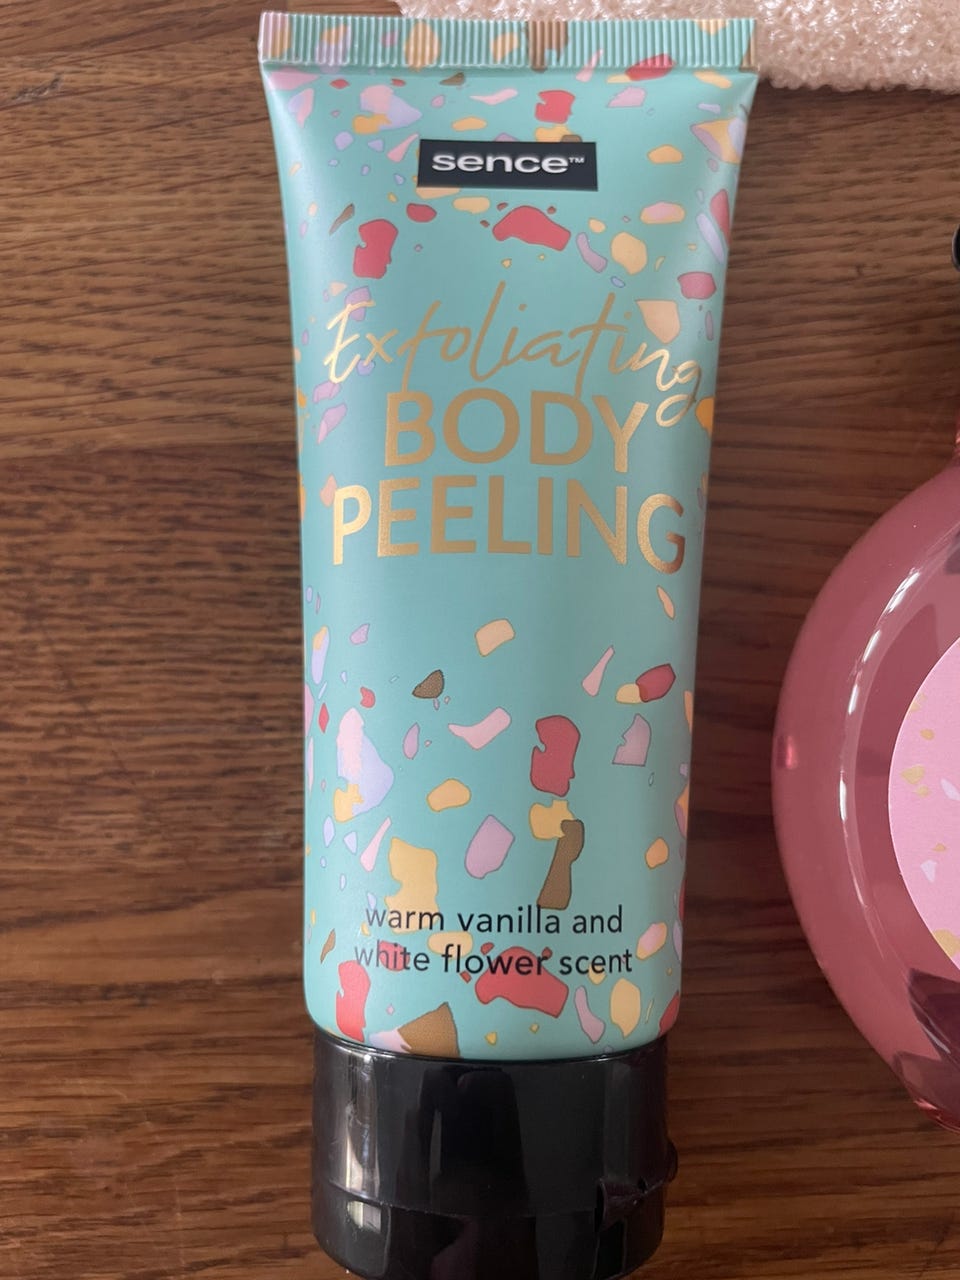 sence™
Exfoliating
BODY
PEELING
warm vanilla and
white flower scent